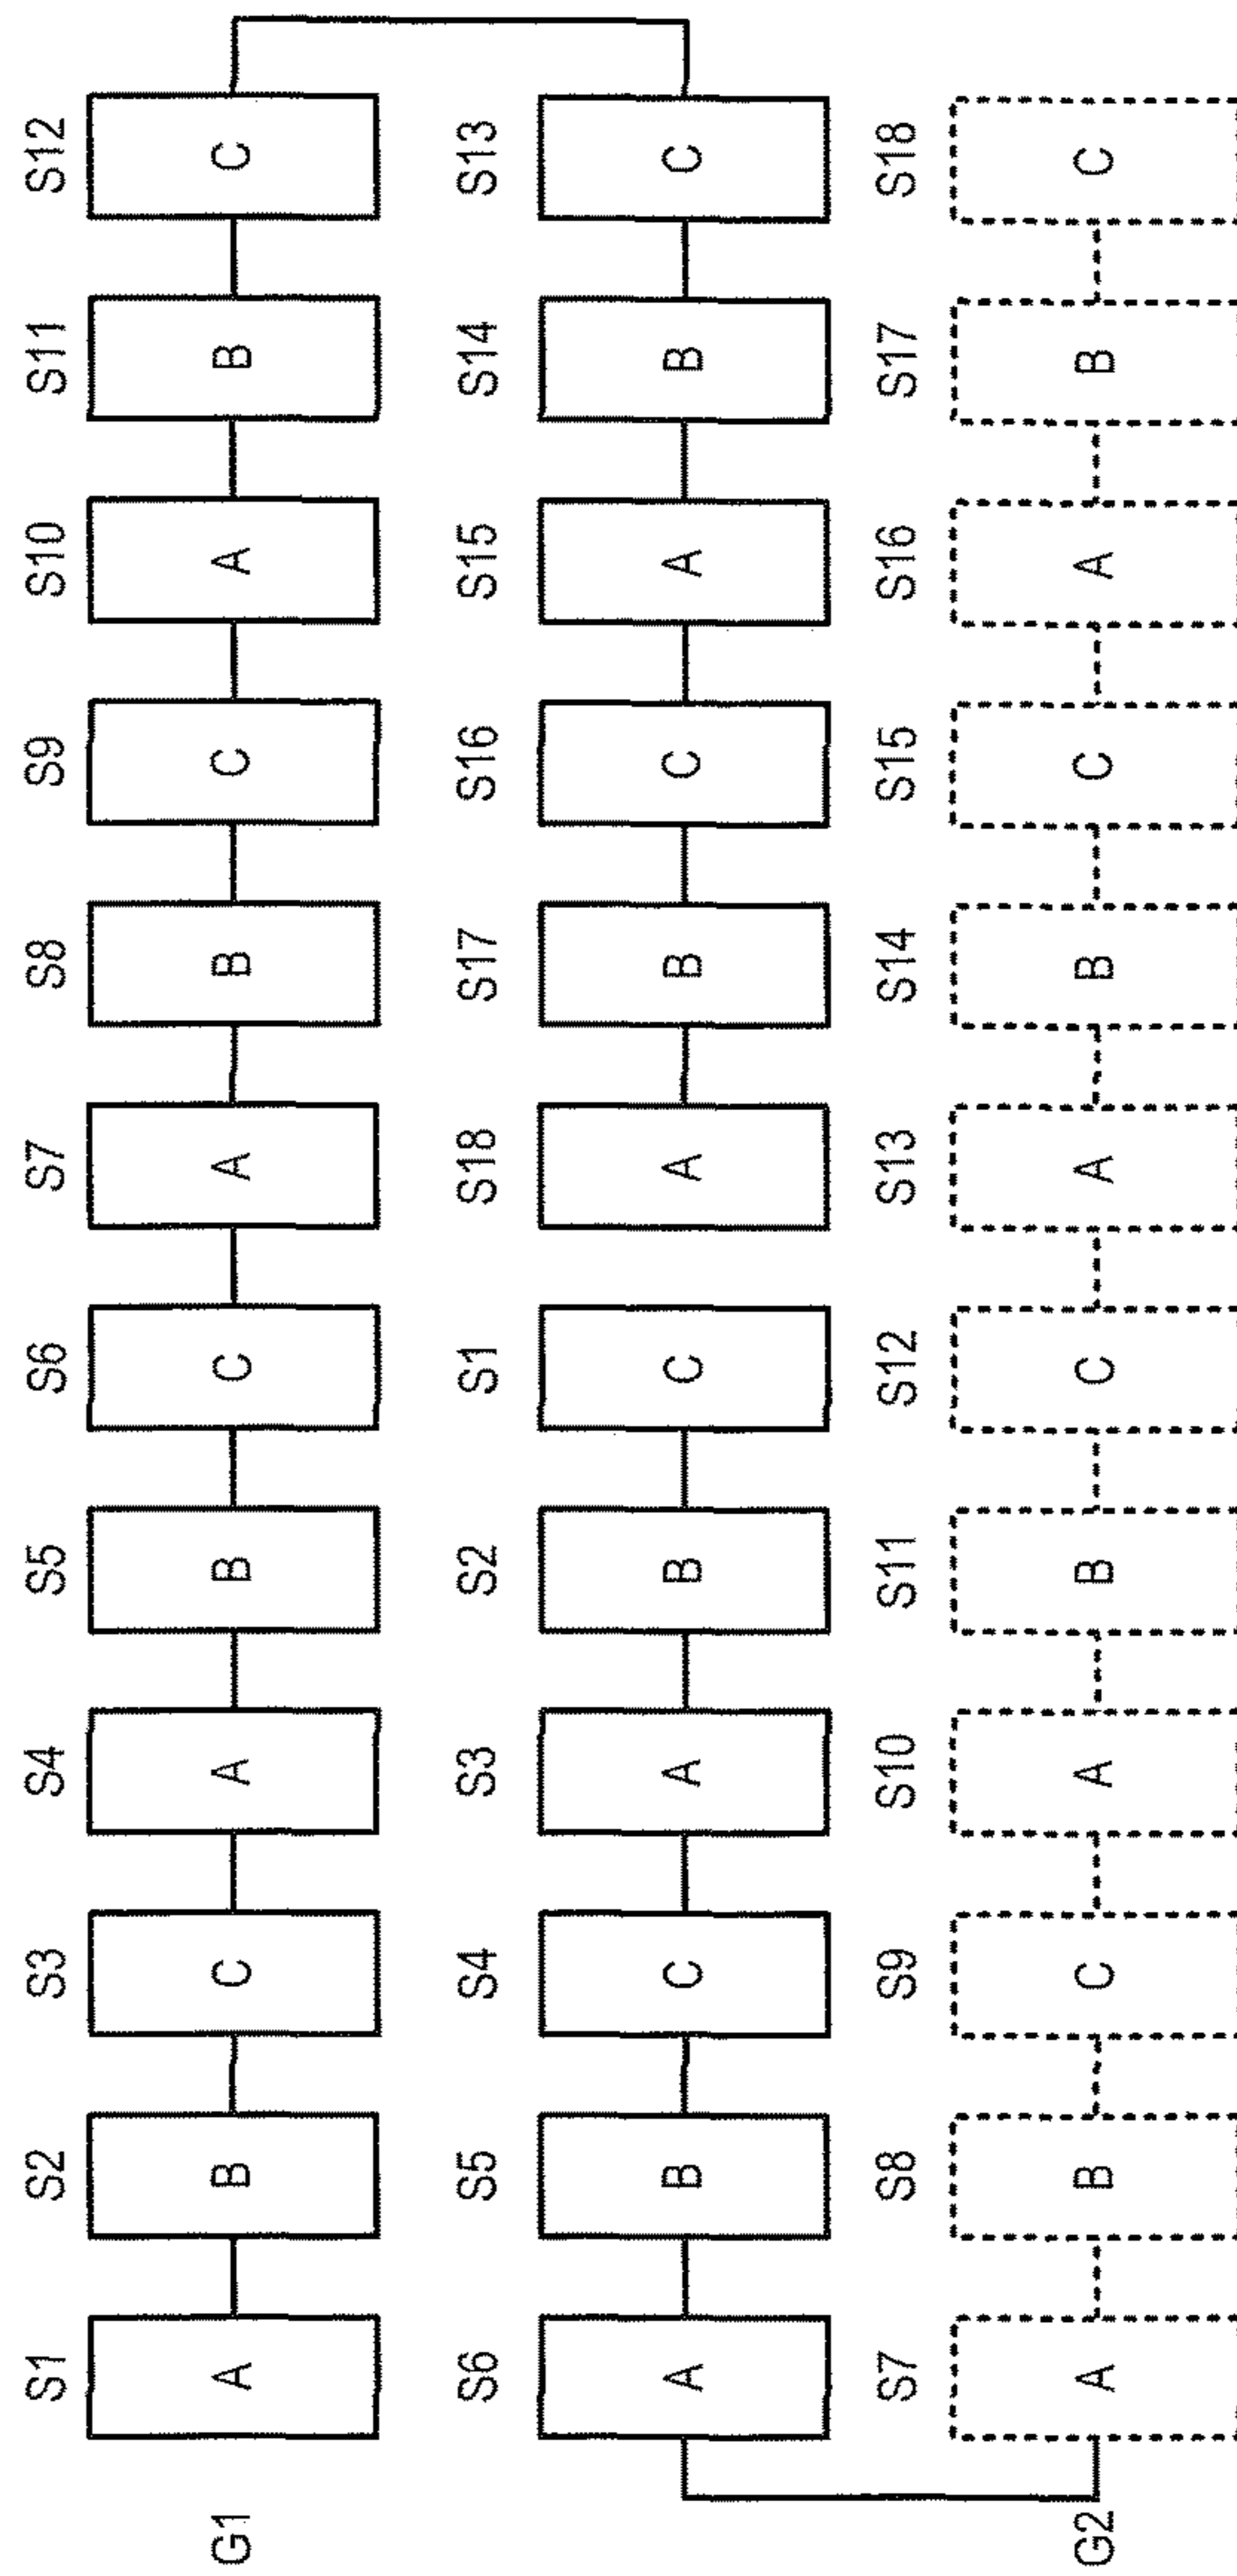 S1 S2 S3 S4 S5 S6 S7 S8 S9 S10 S11 S12
G1 A B C A B C A B C A B C
S6 S5 S4 S3 S2 S1 S18 S17 S16 S15 S14 S13
A B C A B C A B C A B C
S7 S8 S9 S10 S11 S12 S13 S14 S15 S16 S17 S18
G2 A B C A B C A B C A B C